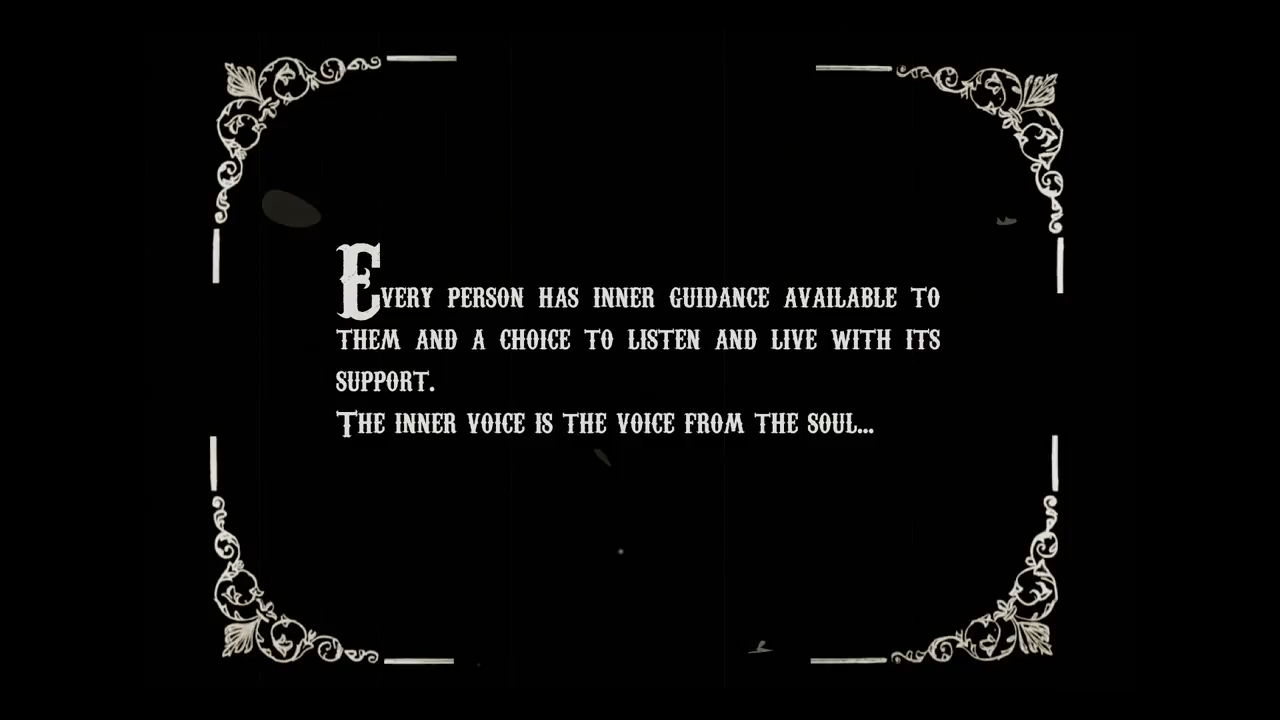 Every person has inner guidance available to
them and a choice to listen and live with its
support.
The inner voice is the voice from the soul...